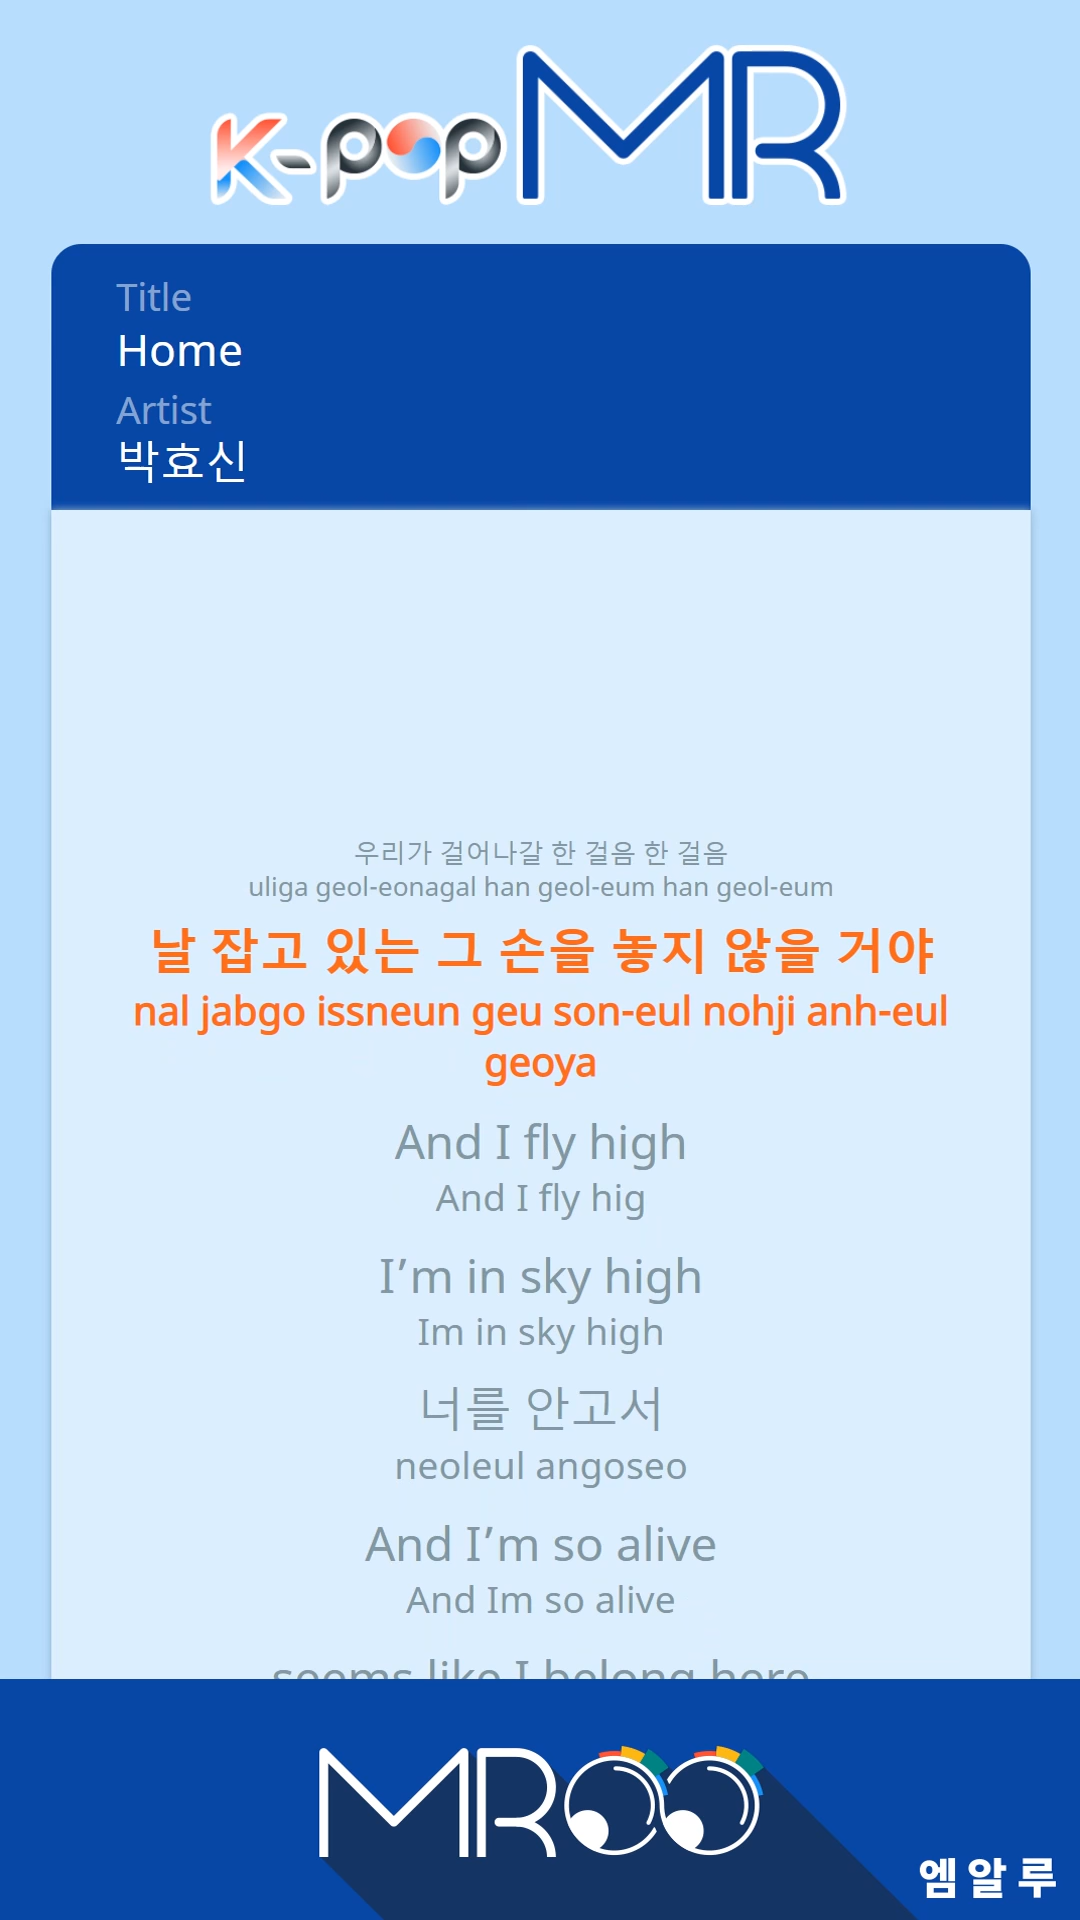 K-pop MR
Title
Home
Artist
박효신
우리가 걸어나갈 한 걸음 한 걸음
uliga geol-eonagal han geol-eum han geol-eum
날 잡고 있는 그 손을 놓지 않을 거야
nal jabgo issneun geu son-eul nohji anh-eul
geoya
And I fly high
And I fly hig
I’m in sky high
Im in sky high
너를 안고서
neoleul angoseo
And I’m so alive
And Im so alive
seems like I belong here
MROO
엠알루